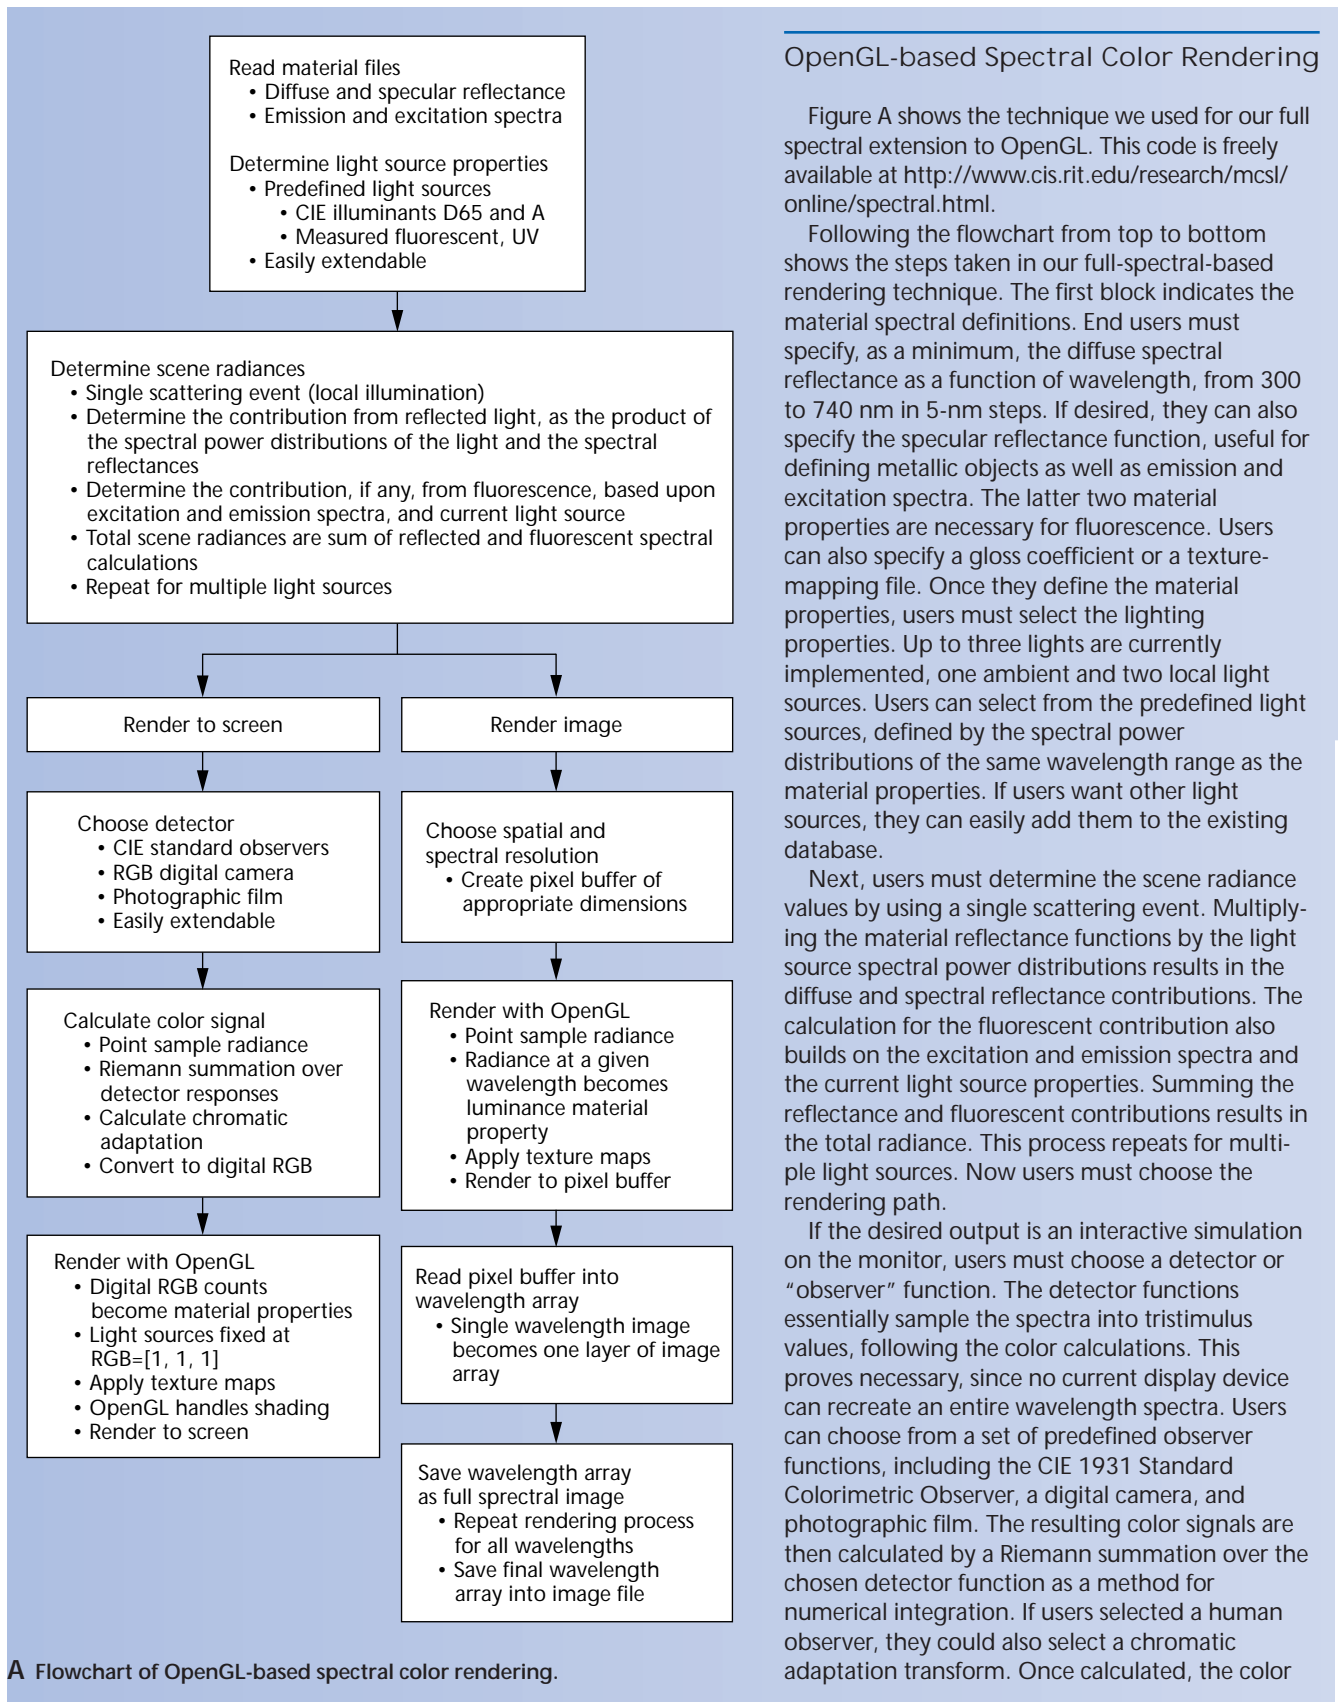 Read material files
• Diffuse and specular reflectance
• Emission and excitation spectra
Determine light source properties
• Predefined light sources
• CIE illuminants D65 and A
• Measured fluorescent, UV
• Easily extendable
Determine scene radiances
• Single scattering event (local illumination)
• Determine the contribution from reflected light, as the product of
the spectral power distributions of the light and the spectral
reflectances
• Determine the contribution, if any, from fluorescence, based upon
excitation and emission spectra, and current light source
• Total scene radiances are sum of reflected and fluorescent spectral
calculations
• Repeat for multiple light sources
Render to screen
Choose detector
• CIE standard observers
• RGB digital camera
• Photographic film
• Easily extendable
Calculate color signal
• Point sample radiance
• Riemann summation over
detector responses
• Calculate chromatic
adaptation
• Convert to digital RGB
Render with OpenGL
• Digital RGB counts
become material properties
• Light sources fixed at
RGB=[1, 1, 1]
• Apply texture maps
• OpenGL handles shading
• Render to screen
Render image
Choose spatial and
spectral resolution
• Create pixel buffer of
appropriate dimensions
Render with OpenGL
• Point sample radiance
• Radiance at a given
wavelength becomes
luminance material
property
• Apply texture maps
• Render to pixel buffer
Read pixel buffer into
wavelength array
• Single wavelength image
becomes one layer of image
array
Save wavelength array
as full sprectral image
• Repeat rendering process
for all wavelengths
• Save final wavelength
array into image file
A Flowchart of OpenGL-based spectral color rendering.
OpenGL-based Spectral Color Rendering
Figure A shows the technique we used for our full
spectral extension to OpenGL. This code is freely
available at http://www.cis.rit.edu/research/mcsl/
online/spectral.html.
Following the flowchart from top to bottom
shows the steps taken in our full-spectral-based
rendering technique. The first block indicates the
material spectral definitions. End users must
specify, as a minimum, the diffuse spectral
reflectance as a function of wavelength, from 300
to 740 nm in 5-nm steps. If desired, they can also
specify the specular reflectance function, useful for
defining metallic objects as well as emission and
excitation spectra. The latter two material
properties are necessary for fluorescence. Users
can also specify a gloss coefficient or a texture-
mapping file. Once they define the material
properties, users must select the lighting
properties. Up to three lights are currently
implemented, one ambient and two local light
sources. Users can select from the predefined light
sources, defined by the spectral power
distributions of the same wavelength range as the
material properties. If users want other light
sources, they can easily add them to the existing
database.
Next, users must determine the scene radiance
values by using a single scattering event. Multiply-
ing the material reflectance functions by the light
source spectral power distributions results in the
diffuse and spectral reflectance contributions. The
calculation for the fluorescent contribution also
builds on the excitation and emission spectra and
the current light source properties. Summing the
reflectance and fluorescent contributions results in
the total radiance. This process repeats for multi-
ple light sources. Now users must choose the
rendering path.
If the desired output is an interactive simulation
on the monitor, users must choose a detector or
“observer” function. The detector functions
essentially sample the spectra into tristimulus
values, following the color calculations. This
proves necessary, since no current display device
can recreate an entire wavelength spectra. Users
can choose from a set of predefined observer
functions, including the CIE 1931 Standard
Colorimetric Observer, a digital camera, and
photographic film. The resulting color signals are
then calculated by a Riemann summation over the
chosen detector function as a method for
numerical integration. If users selected a human
observer, they could also select a chromatic
adaptation transform. Once calculated, the color